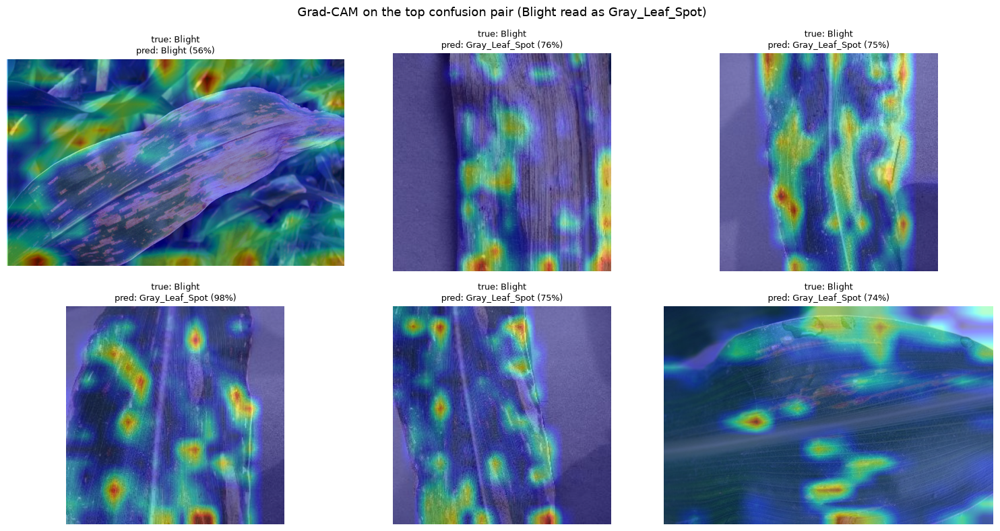 Grad-CAM on the top confusion pair (Blight read as Gray_Leaf_Spot)
true: Blight
pred: Blight (56%)
true: Blight
pred: Gray_Leaf_Spot (76%)
true: Blight
pred: Gray_Leaf_Spot (75%)
true: Blight
pred: Gray_Leaf_Spot (98%)
true: Blight
pred: Gray_Leaf_Spot (75%)
true: Blight
pred: Gray_Leaf_Spot (74%)